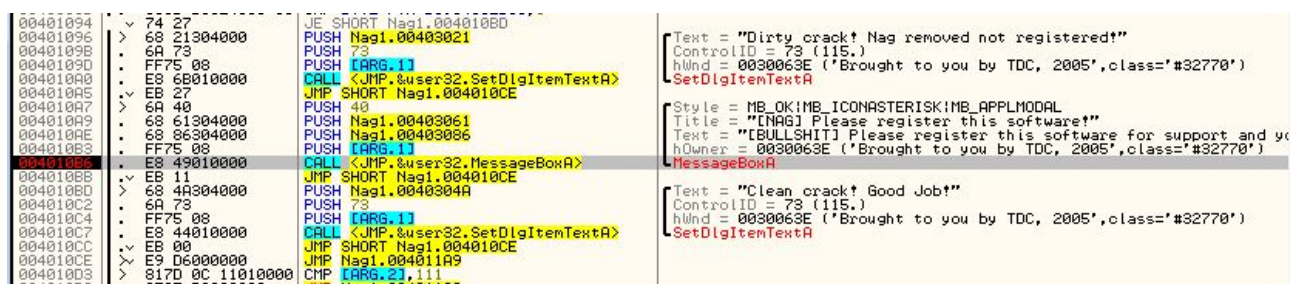 00401094 74 27 JE SHORT Nag1.004010BD
00401096 > 68 21304000 PUSH Nag1.00403021 Text = "Dirty crack! Nag removed not registered!"
0040109B . 6A 73 PUSH 73 ControlID = 73 (115.)
0040109D . FF75 08 PUSH [ARG.1] hWnd = 0030063E ('Brought to you by TDC, 2005',class='#32770')
004010A0 . E8 6B010000 CALL <JMP.&user32.SetDlgItemTextA> SetDlgItemTextA
004010A5 . EB 27 JMP SHORT Nag1.004010CE
004010A7 > 6A 40 PUSH 40 Style = MB_OK|MB_ICONASTERISK|MB_APPLMODAL
004010A9 . 68 61304000 PUSH Nag1.00403061 Title = "[NAG] Please register this software!"
004010AE . 68 86304000 PUSH Nag1.00403086 Text = "[BULLSHIT] Please register this software for support and yo
004010B3 . FF75 08 PUSH [ARG.1] hOwner = 0030063E ('Brought to you by TDC, 2005',class='#32770')
004010B6 . E8 49010000 CALL <JMP.&user32.MessageBoxA> MessageBoxA
004010BB . EB 11 JMP SHORT Nag1.004010CE
004010BD > 68 4A304000 PUSH Nag1.0040304A Text = "Clean crack! Good Job!"
004010C2 . 6A 73 PUSH 73 ControlID = 73 (115.)
004010C4 . FF75 08 PUSH [ARG.1] hWnd = 0030063E ('Brought to you by TDC, 2005',class='#32770')
004010C7 . E8 44010000 CALL <JMP.&user32.SetDlgItemTextA> SetDlgItemTextA
004010CC . EB 00 JMP SHORT Nag1.004010CE
004010CE > E9 D6000000 JMP Nag1.004011A9
004010D3 > 817D 0C 11010000 CMP [ARG.2],111